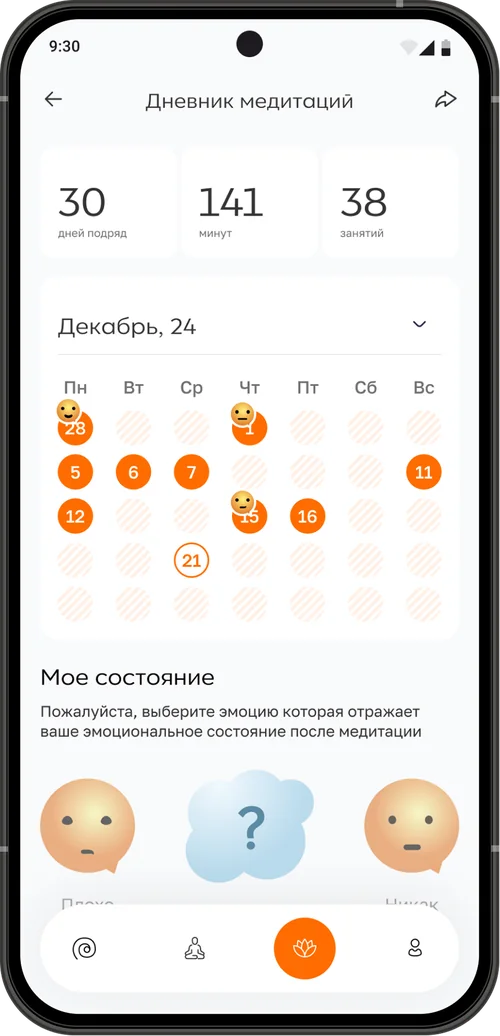 9:30
Дневник медитаций
30 141 38
дней подряд минут занятий
Декабрь, 24
Пн Вт Ср Чт Пт Сб Вс
28 1
5 6 7 11
12 15 16
21
Мое состояние
Пожалуйста, выберите эмоцию которая отражает
ваше эмоциональное состояние после медитации
?
Плохо Никак